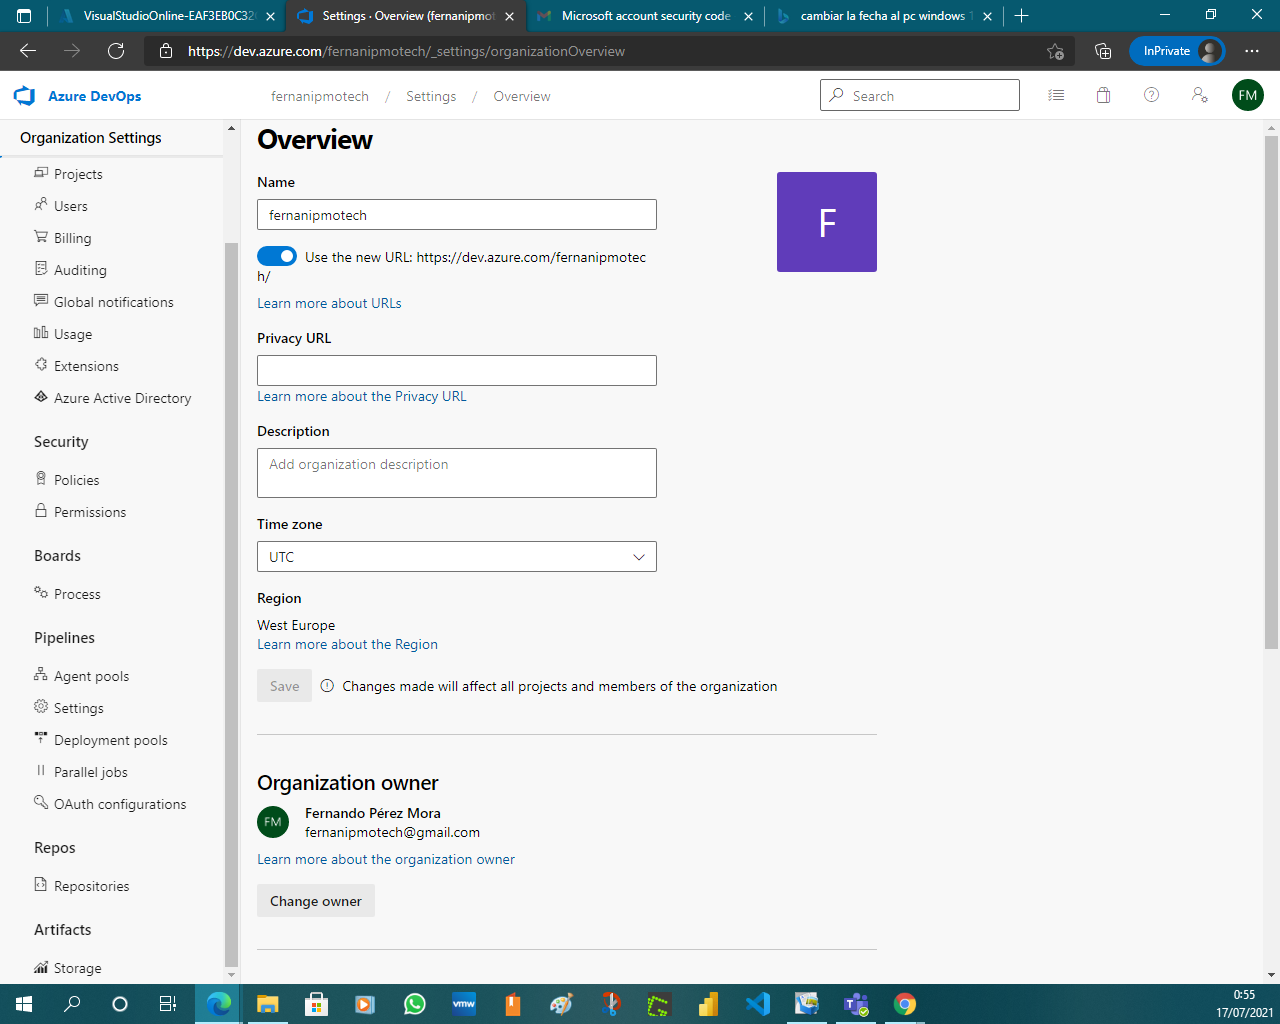 VisualStudioOnline-EAF3EB0C32
Settings · Overview (fernanipmot
Microsoft account security code
cambiar la fecha al pc windows 1
https://dev.azure.com/fernanipmotech/_settings/organizationOverview
InPrivate
Azure DevOps
fernanipmotech / Settings / Overview
Search
FM
Organization Settings
Projects
Users
Billing
Auditing
Global notifications
Usage
Extensions
Azure Active Directory
Security
Policies
Permissions
Boards
Process
Pipelines
Agent pools
Settings
Deployment pools
Parallel jobs
OAuth configurations
Repos
Repositories
Artifacts
Storage
Overview
Name
fernanipmotech
F
Use the new URL: https://dev.azure.com/fernanipmotec
h/
Learn more about URLs
Privacy URL
Learn more about the Privacy URL
Description
Add organization description
Time zone
UTC
Region
West Europe
Learn more about the Region
Save
Changes made will affect all projects and members of the organization
Organization owner
FM
Fernando Pérez Mora
fernanipmotech@gmail.com
Learn more about the organization owner
Change owner
vmw
0:55
17/07/2021